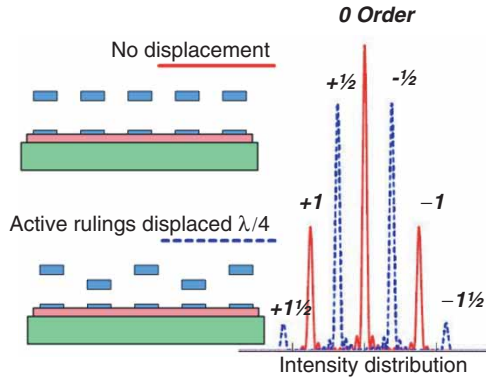 0 Order
No displacement
+½ -½
+1 −1
Active rulings displaced λ/4
+1½ −1½
Intensity distribution